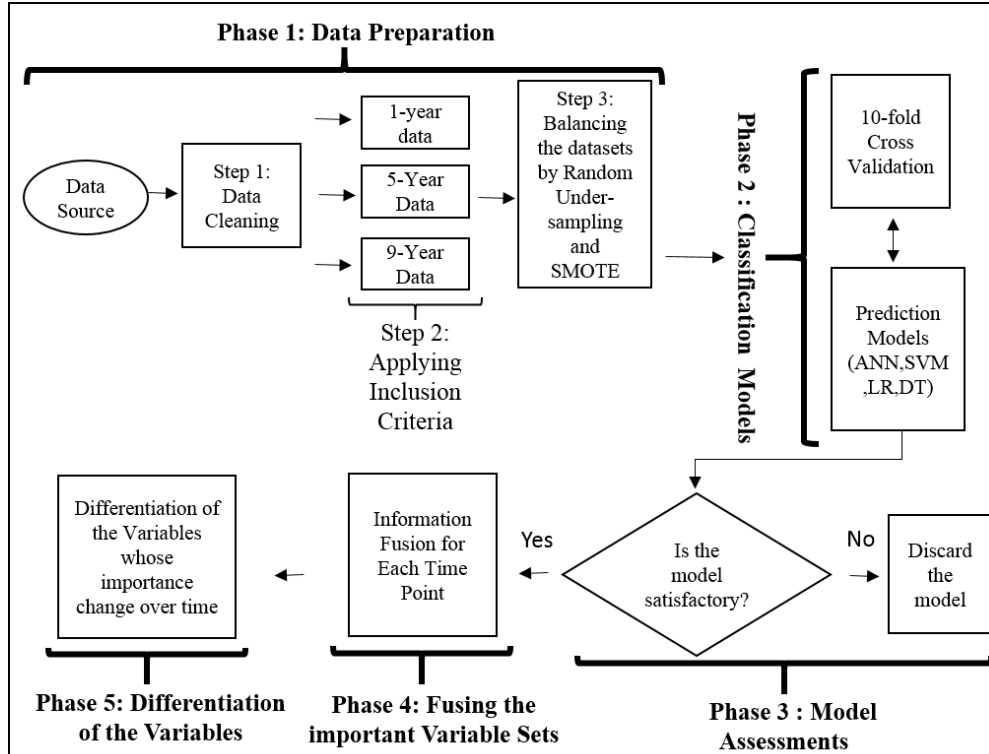 Phase 1: Data Preparation
Data
Source
Step 1:
Data
Cleaning
1-year
data
5-Year
Data
9-Year
Data
Step 2:
Applying
Inclusion
Criteria
Step 3:
Balancing
the datasets
by Random
Under-
sampling
and
SMOTE
Phase 2 : Classification Models
10-fold
Cross
Validation
Prediction
Models
(ANN,SVM
,LR,DT)
Is the
model
satisfactory?
No
Discard
the
model
Phase 3 : Model
Assessments
Yes
Information
Fusion for
Each Time
Point
Phase 4: Fusing the
important Variable Sets
Differentiation of
the Variables
whose
importance
change over time
Phase 5: Differentiation
of the Variables